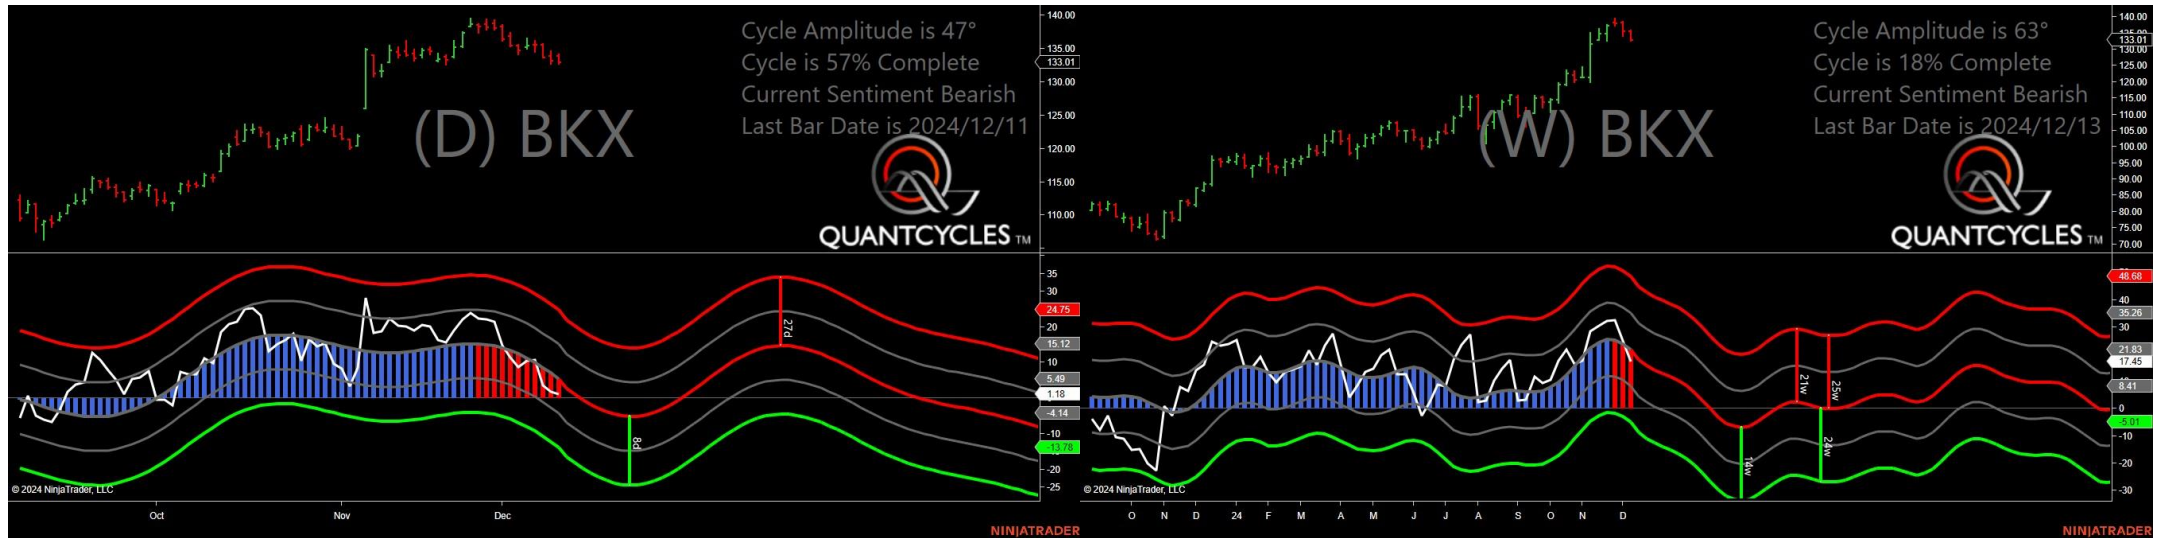 Cycle Amplitude is 47°
Cycle is 57% Complete
Current Sentiment Bearish
Last Bar Date is 2024/12/11
(D) BKX
QUANTCYCLES TM
140.00
135.00
133.01
130.00
125.00
120.00
115.00
110.00
35
30
24.75
20
15.12
10
5.49
1.18
-4.14
-10
-13.78
-20
-25
27d
8d
© 2024 NinjaTrader, LLC
Oct Nov Dec
NINJATRADER
Cycle Amplitude is 63°
Cycle is 18% Complete
Current Sentiment Bearish
Last Bar Date is 2024/12/13
(W) BKX
QUANTCYCLES TM
140.00
133.01
130.00
125.00
120.00
115.00
110.00
105.00
100.00
95.00
90.00
85.00
80.00
75.00
70.00
48.68
40
35.26
30
21.83
17.45
8.41
0
-5.01
-10
-20
-30
21w
25w
14w
24w
© 2024 NinjaTrader, LLC
O N D 24 F M A M J J A S O N D
NINJATRADER